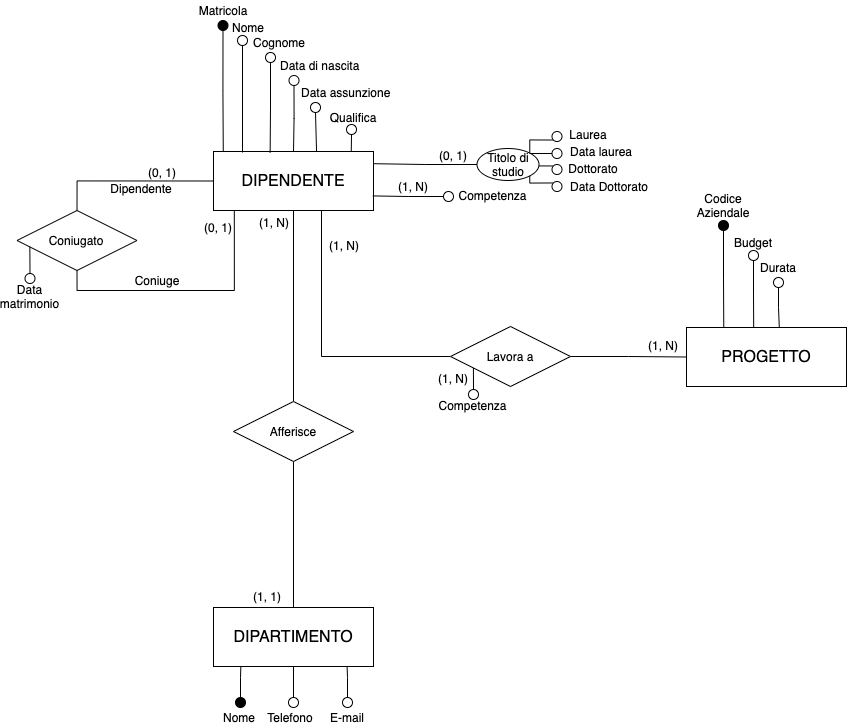 Matricola
Nome
Cognome
Data di nascita
Data assunzione
Qualifica
DIPENDENTE
(0, 1)
Titolo di
studio
Laurea
Data laurea
Dottorato
Data Dottorato
(1, N)
Competenza
(0, 1)
Dipendente
Coniugato
(0, 1)
Coniuge
Data
matrimonio
(1, N)
(1, N)
Codice
Aziendale
Budget
Durata
PROGETTO
(1, N)
Lavora a
(1, N)
Competenza
Afferisce
(1, 1)
DIPARTIMENTO
Nome
Telefono
E-mail